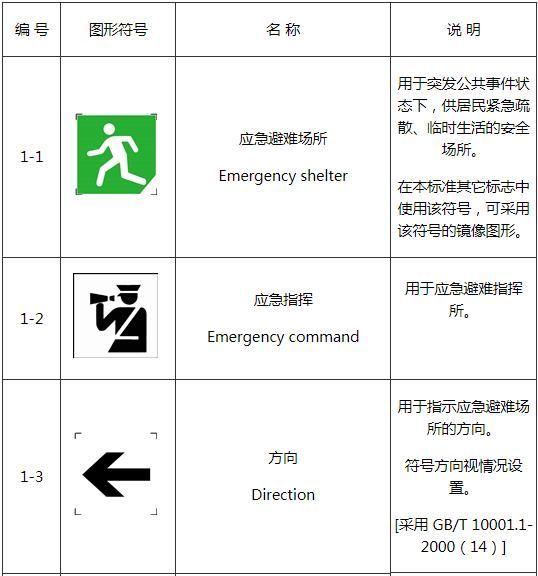 编 号
图形符号
名 称
说 明
1-1
应急避难场所
Emergency shelter
用于突发公共事件状
态下，供居民紧急疏
散、临时生活的安全
场所。
在本标准其它标志中
使用该符号，可采用
该符号的镜像图形。
1-2
应急指挥
Emergency command
用于应急避难指挥
所。
1-3
方向
Direction
用于指示应急避难场
所的方向。
符号方向视情况设
置。
[采用 GB/T 10001.1-
2000（14）]